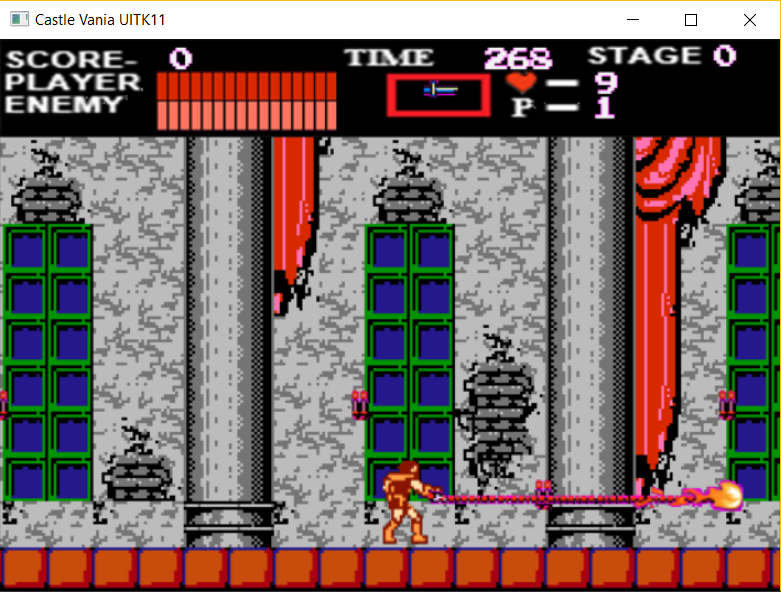 Castle Vania UITK11
SCORE- 0 TIME 268 STAGE 0
PLAYER - 9
ENEMY P - 1